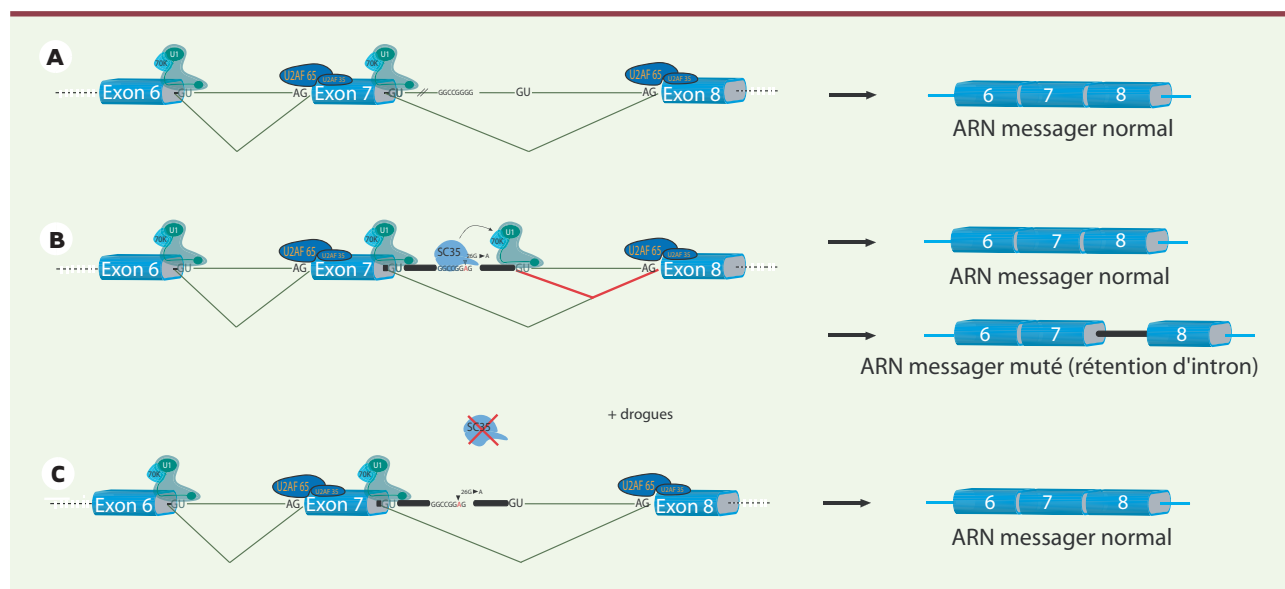 A
U1
70K
U2AF 65
U2AF 35
U1
70K
U2AF 65
U2AF 35
Exon 6
GU
AG
Exon 7
GU
GGCCGGGG
GU
AG
Exon 8
6 7 8
ARN messager normal
B
U1
70K
U2AF 65
U2AF 35
U1
70K
SC35
26G►A
U1
70K
U2AF 65
U2AF 35
Exon 6
GU
AG
Exon 7
GU
GGCCGGAG
GU
AG
Exon 8
6 7 8
ARN messager normal
6 7 8
ARN messager muté (rétention d'intron)
SC35
+ drogues
C
U1
70K
U2AF 65
U2AF 35
U1
70K
26G►A
U2AF 65
U2AF 35
Exon 6
GU
AG
Exon 7
GU
GGCCGGAG
GU
AG
Exon 8
6 7 8
ARN messager normal